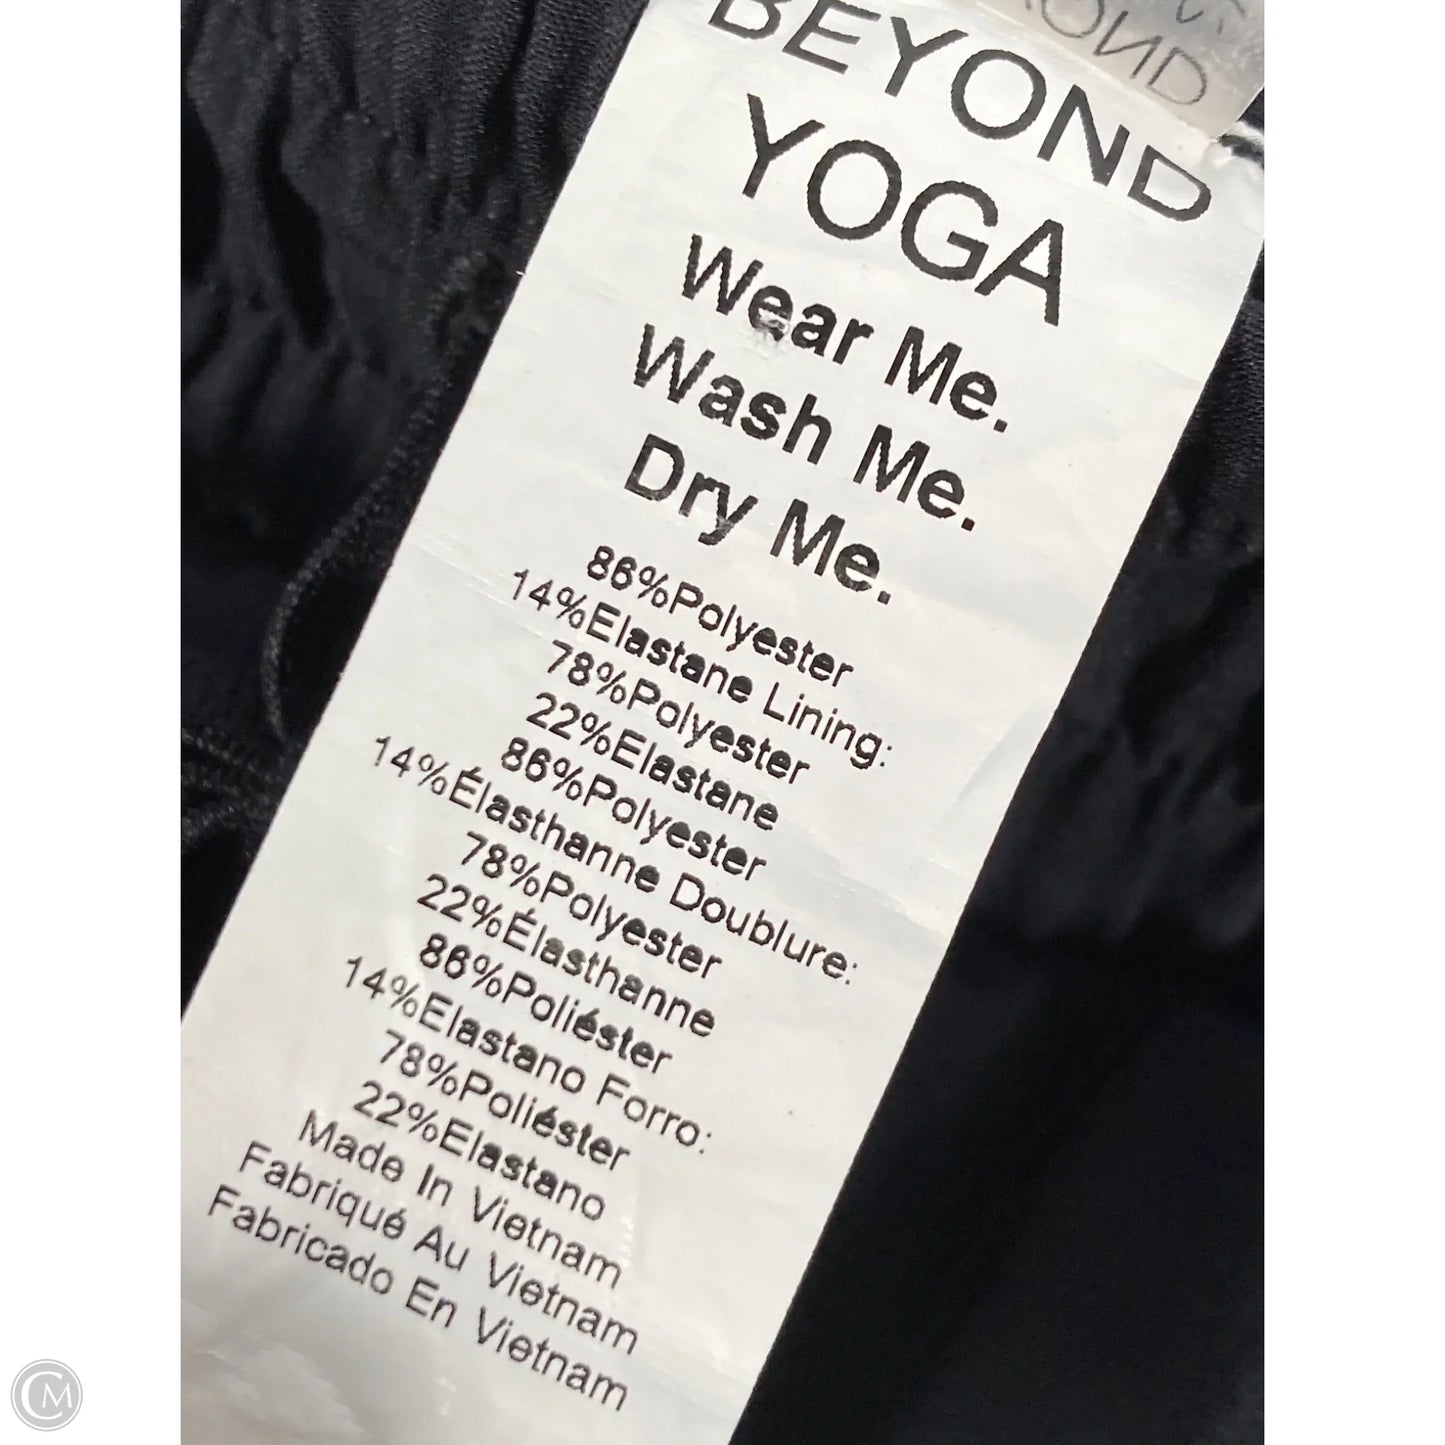 OND
BEYOND
YOGA
Wear Me.
Wash Me.
Dry Me.
86%Polyester
14%Elastane Lining:
78%Polyester
22%Elastane
86%Polyester
14%Élasthanne Doublure:
78%Polyester
22%Élasthanne
86%Poliéster
14%Elastano Forro:
78%Poliéster
22%Elastano
Made In Vietnam
Fabriqué Au Vietnam
Fabricado En Vietnam
CM